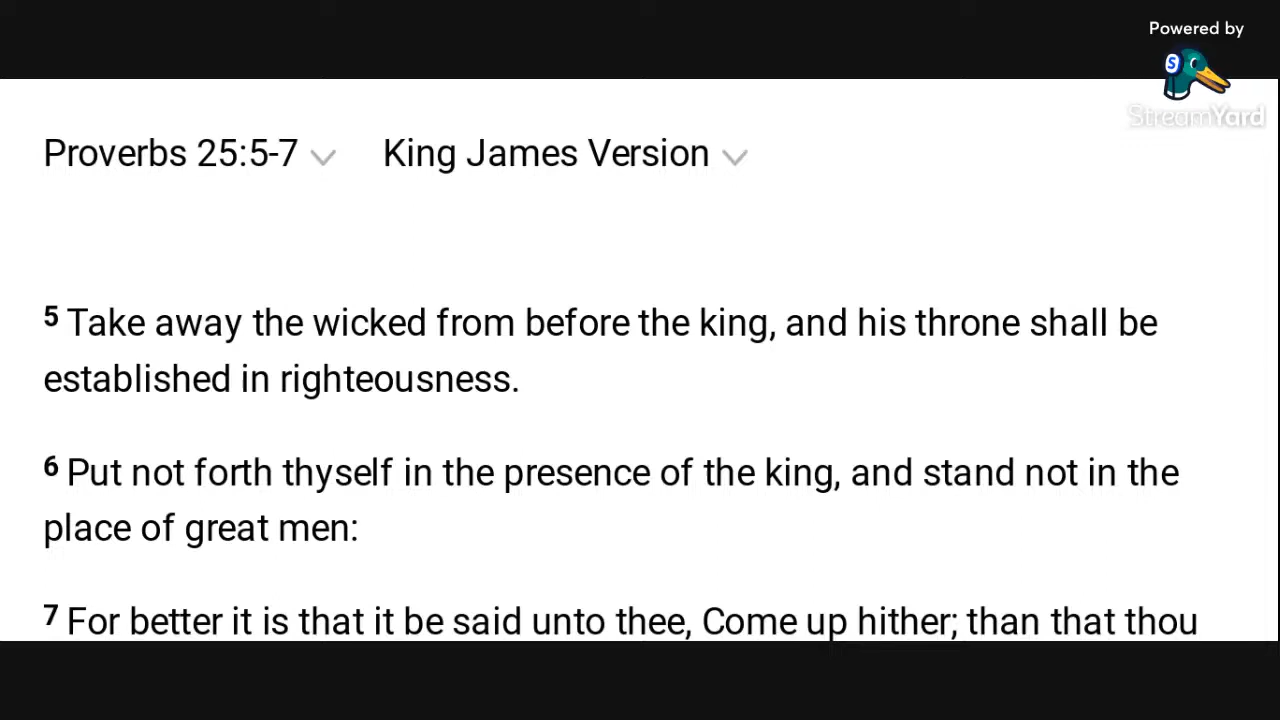 Powered by
S
StreamYard
Proverbs 25:5-7 King James Version
5 Take away the wicked from before the king, and his throne shall be
established in righteousness.
6 Put not forth thyself in the presence of the king, and stand not in the
place of great men:
7 For better it is that it be said unto thee, Come up hither; than that thou